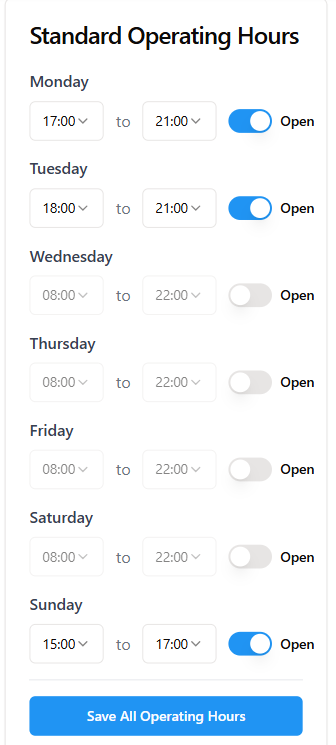 Standard Operating Hours
Monday
17:00 to 21:00 Open
Tuesday
18:00 to 21:00 Open
Wednesday
08:00 to 22:00 Open
Thursday
08:00 to 22:00 Open
Friday
08:00 to 22:00 Open
Saturday
08:00 to 22:00 Open
Sunday
15:00 to 17:00 Open
Save All Operating Hours